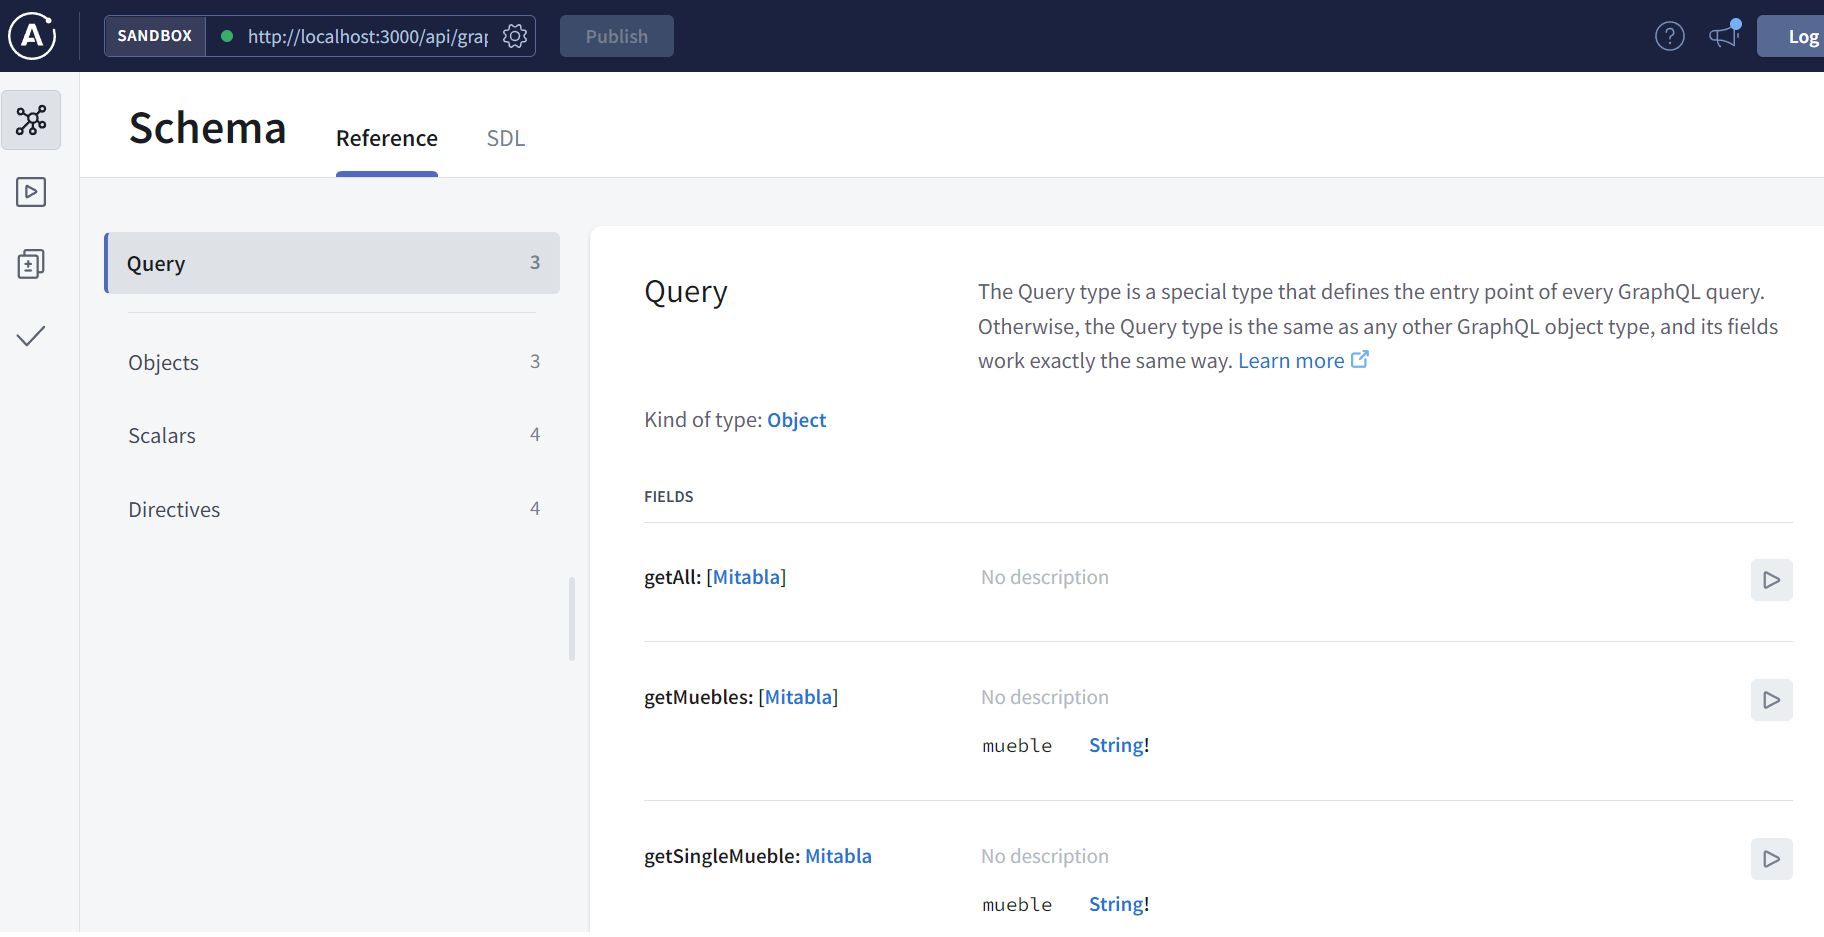 SANDBOX
http://localhost:3000/api/grap
Publish
Log
Schema
Reference
SDL
Query 3
Objects 3
Scalars 4
Directives 4
Query
The Query type is a special type that defines the entry point of every GraphQL query.
Otherwise, the Query type is the same as any other GraphQL object type, and its fields
work exactly the same way. Learn more
Kind of type: Object
FIELDS
getAll: [Mitabla]
No description
getMuebles: [Mitabla]
No description
mueble String!
getSingleMueble: Mitabla
No description
mueble String!